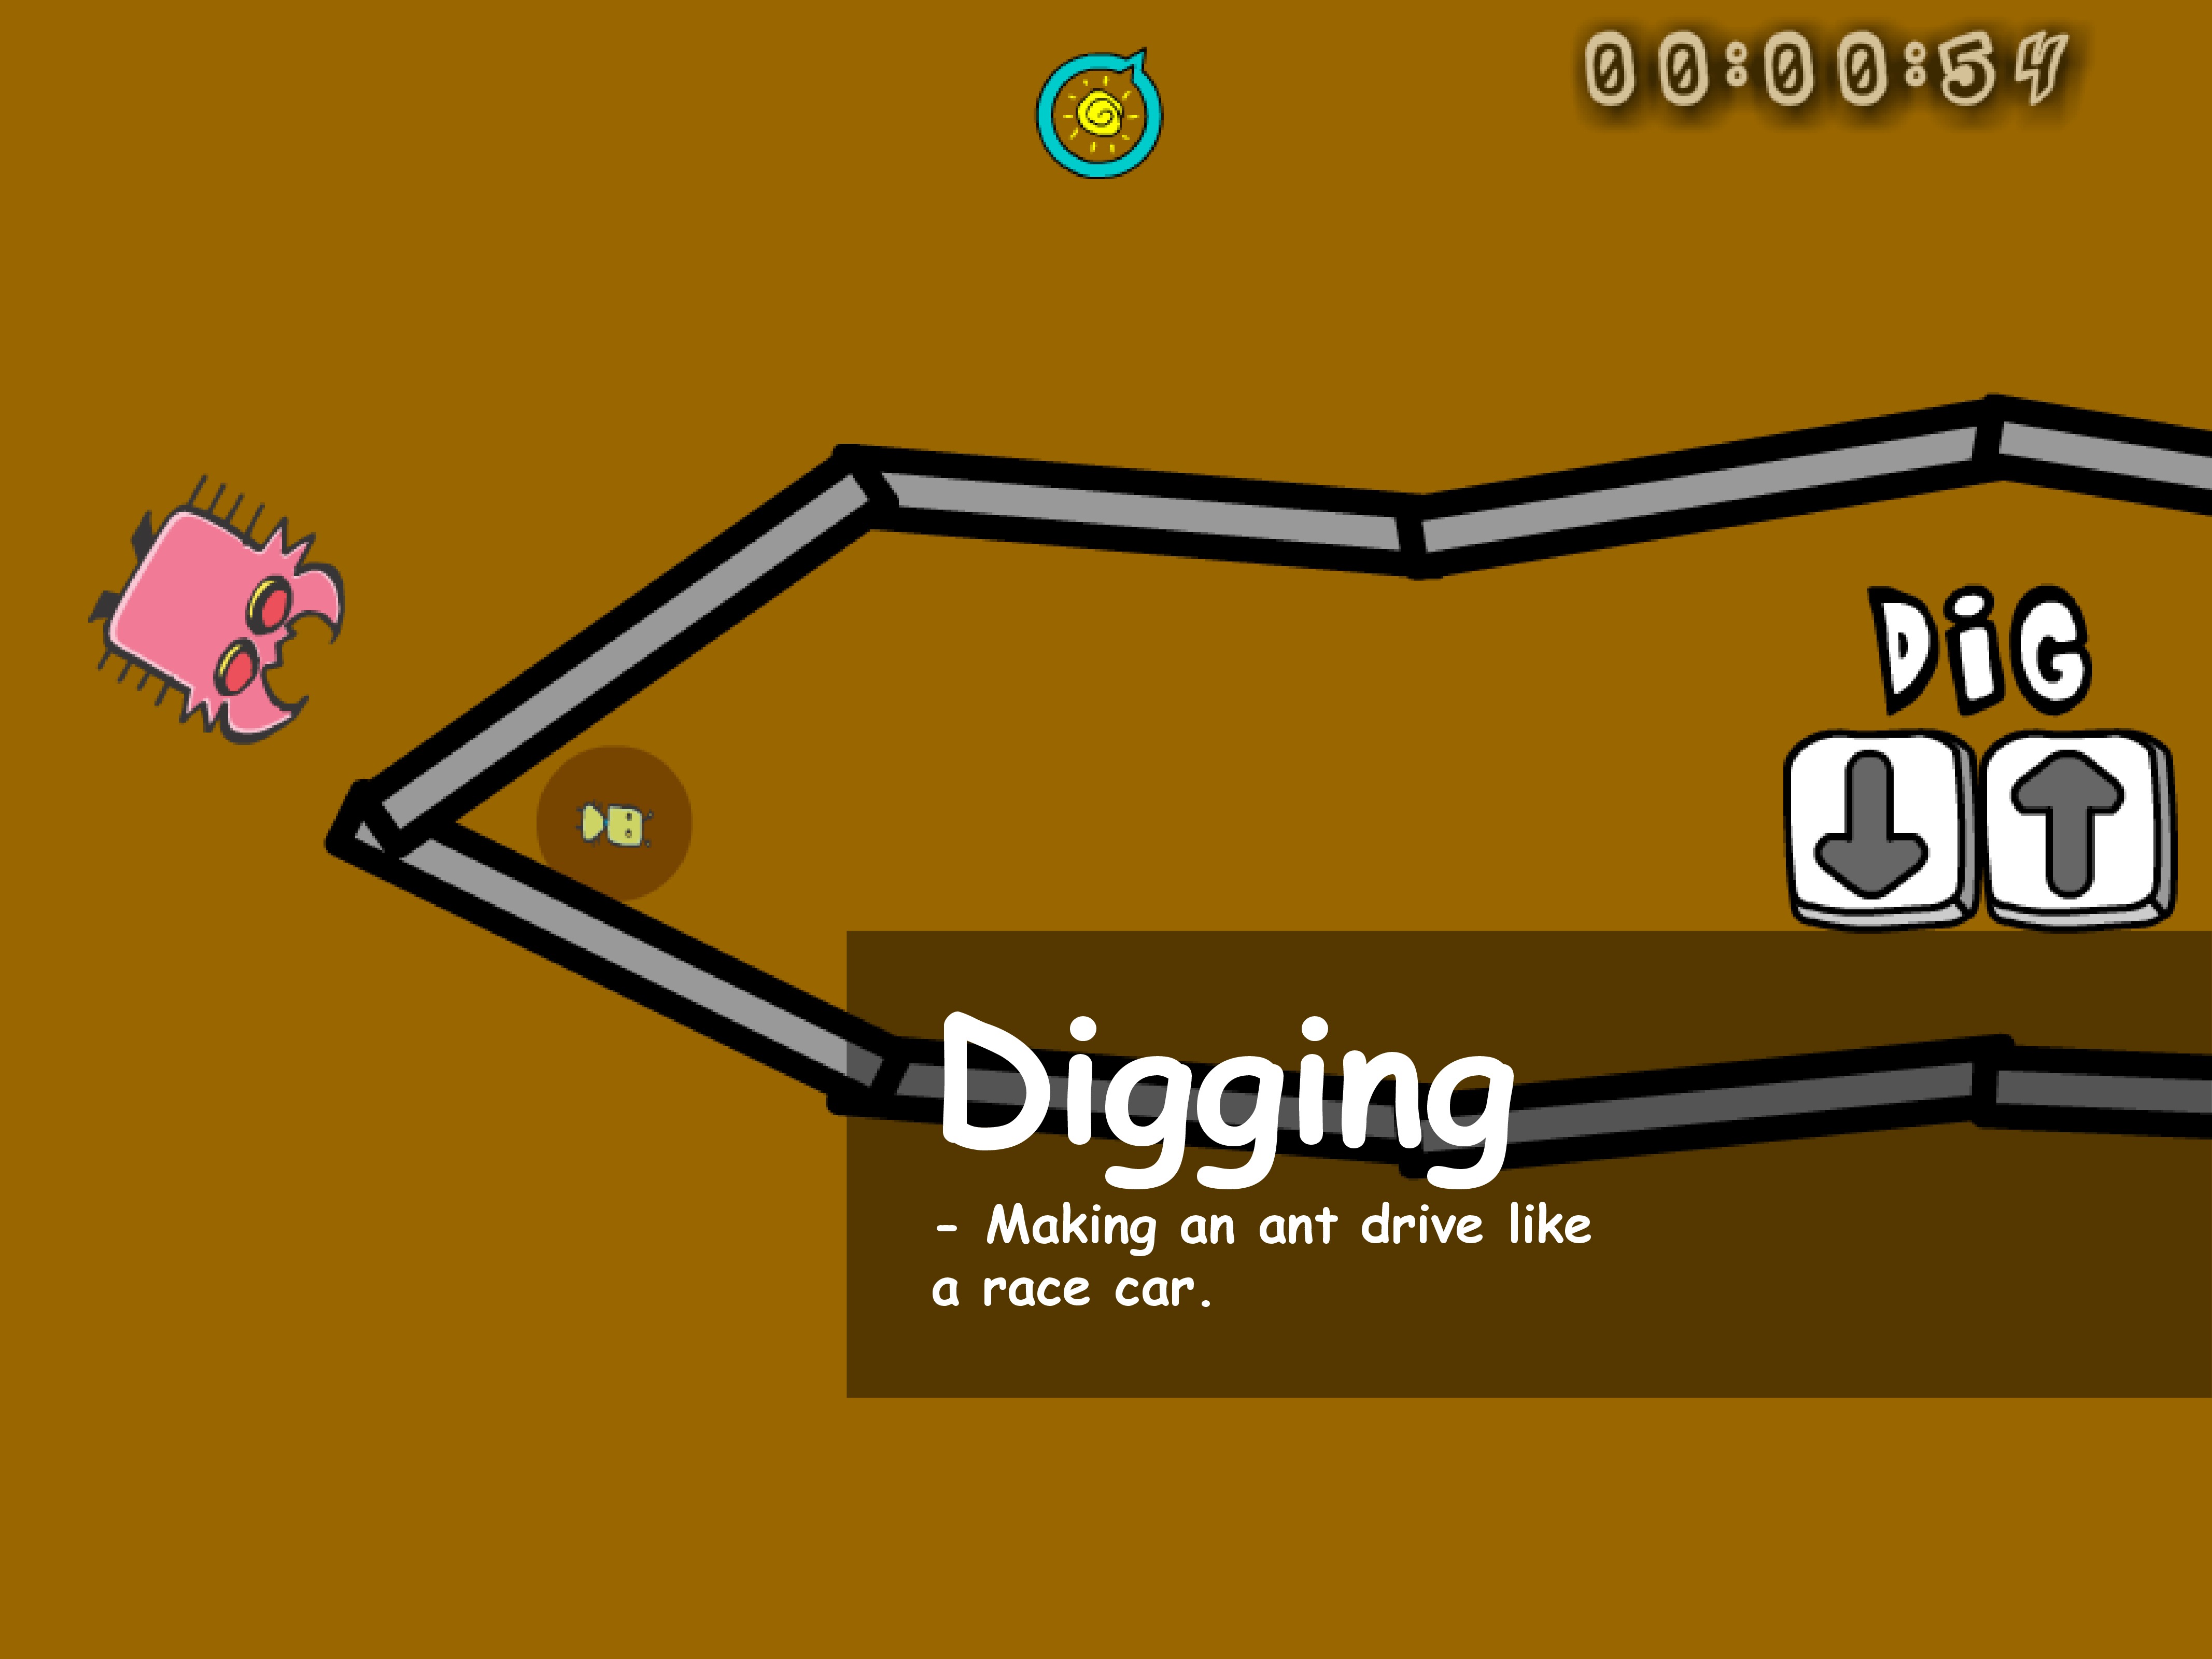 00:00:54
DiG
Digging
- Making an ant drive like
a race car.